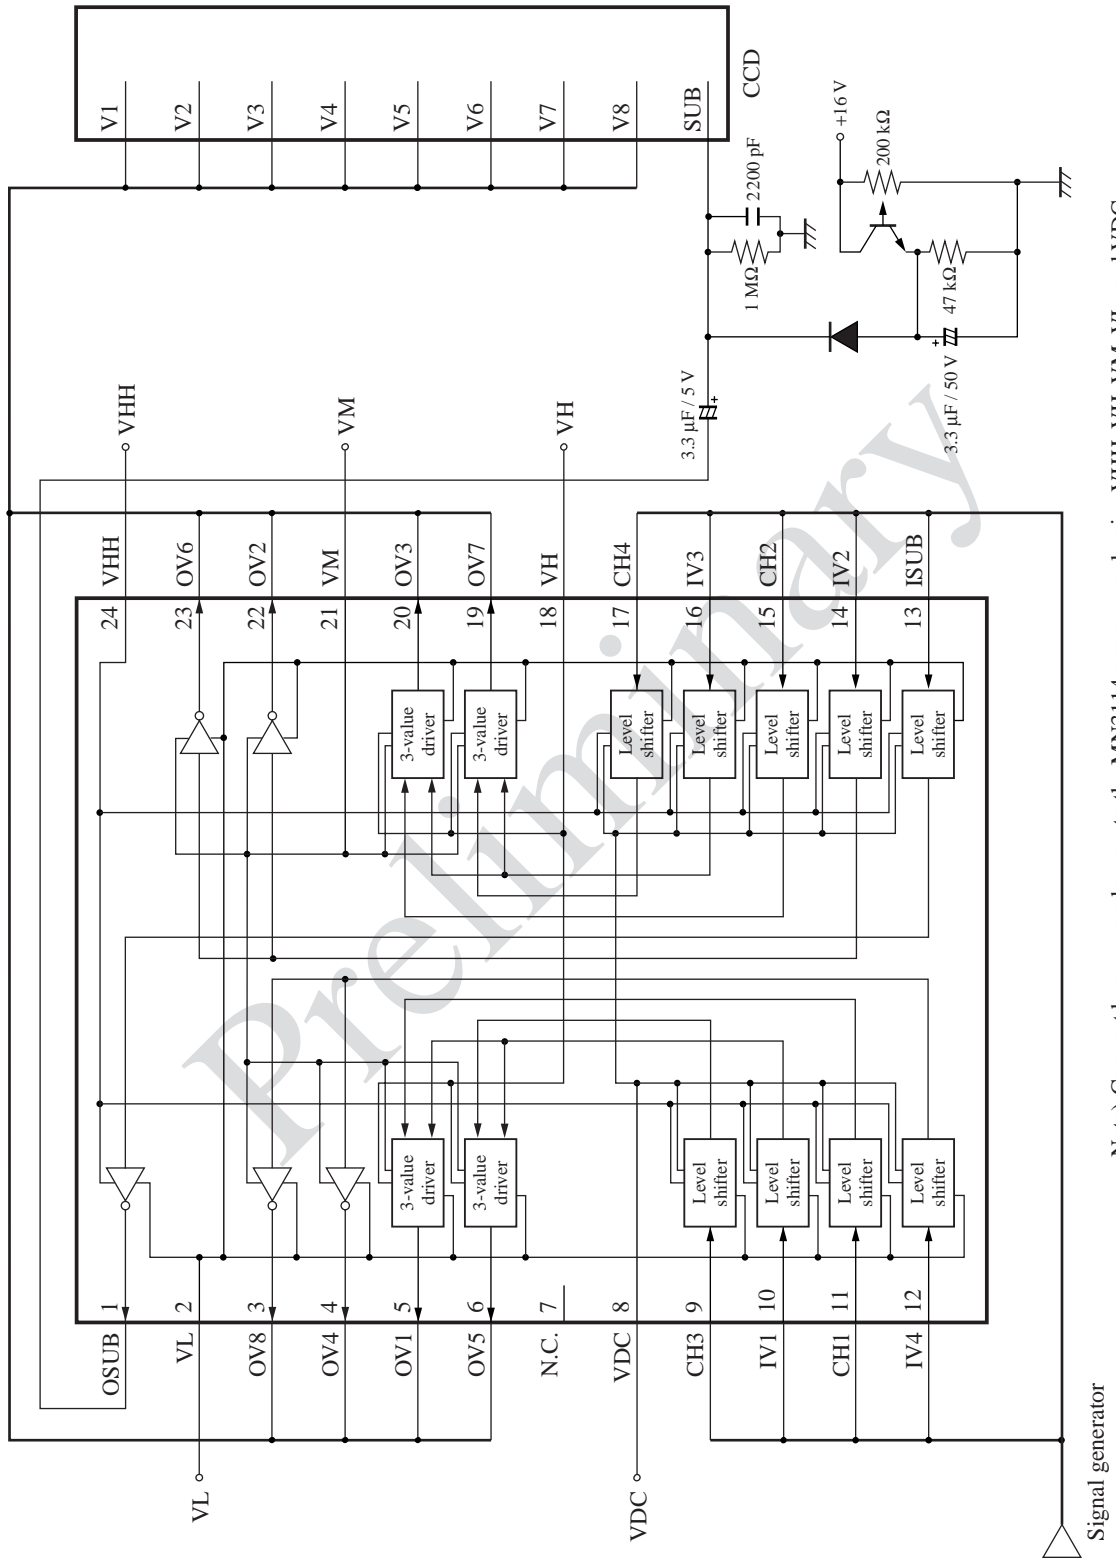 V1
V2
V3
V4
V5
V6
V7
V8
SUB
CCD
+16 V
200 kΩ
2200 pF
1 MΩ
47 kΩ
3.3 μF / 5 V
+
3.3 μF / 50 V
+
VHH
VM
VH
VHH
OV6
OV2
VM
OV3
OV7
VH
CH4
IV3
CH2
IV2
ISUB
24
23
22
21
20
19
18
17
16
15
14
13
3-value
driver
3-value
driver
Level
shifter
Level
shifter
Level
shifter
Level
shifter
Level
shifter
Preliminary
3-value
driver
3-value
driver
Level
shifter
Level
shifter
Level
shifter
Level
shifter
1
2
3
4
5
6
7
8
9
10
11
12
OSUB
VL
OV8
OV4
OV1
OV5
N.C.
VDC
CH3
IV1
CH1
IV4
VL
VDC
Signal generator